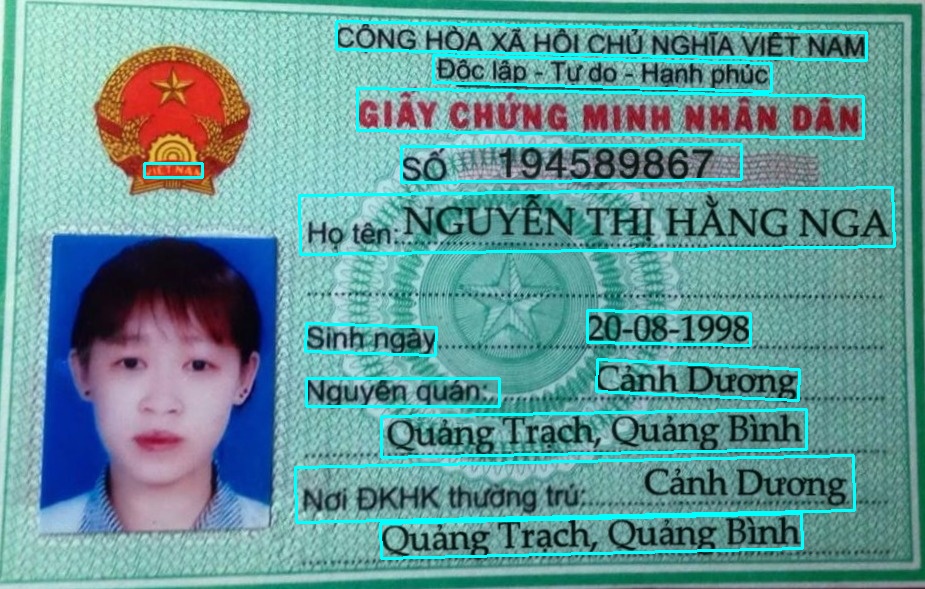 CỘNG HÒA XÃ HỘI CHỦ NGHĨA VIỆT NAM
Độc lập - Tự do - Hạnh phúc
GIẤY CHỨNG MINH NHÂN DÂN
SỐ 194589867
VIỆT NAM
Họ tên: NGUYỄN THỊ HẰNG NGA
Sinh ngày 20-08-1998
Nguyên quán: Cảnh Dương
Quảng Trạch, Quảng Bình
Nơi ĐKHK thường trú: Cảnh Dương
Quảng Trạch, Quảng Bình